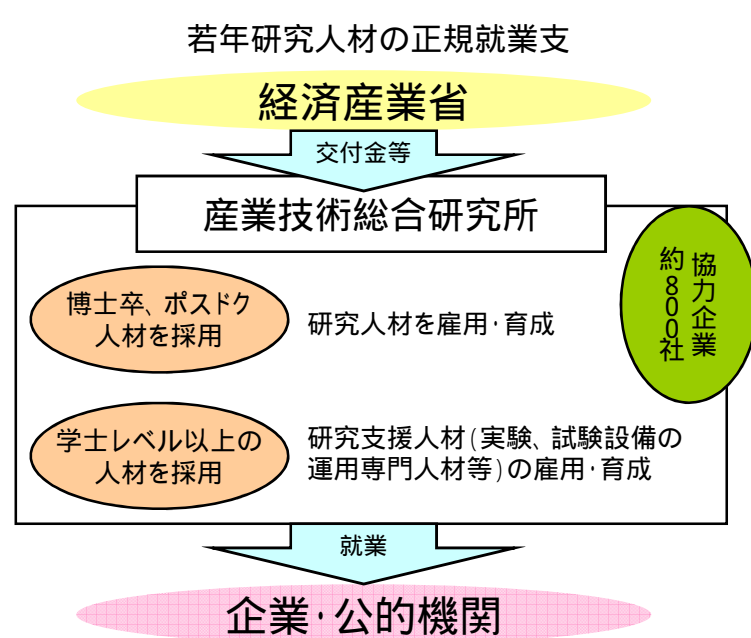 若年研究人材の正規就業支
経済産業省
交付金等
産業技術総合研究所
協力企業
約800社
博士卒、ポスドク
人材を採用
研究人材を雇用・育成
学士レベル以上の
人材を採用
研究支援人材(実験、試験設備の
運用専門人材等)の雇用・育成
就業
企業・公的機関